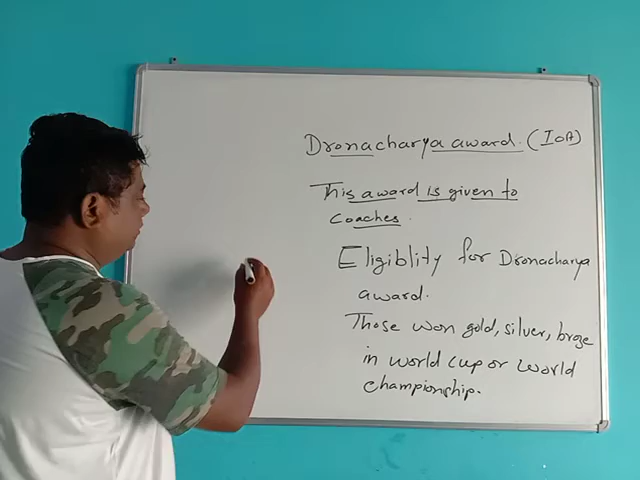 Dronacharya award. (IOA)
This award is given to
Coaches.
Eligiblity for Dronacharya
award.
Those won gold, silver, broze
in world cup or world
championship.